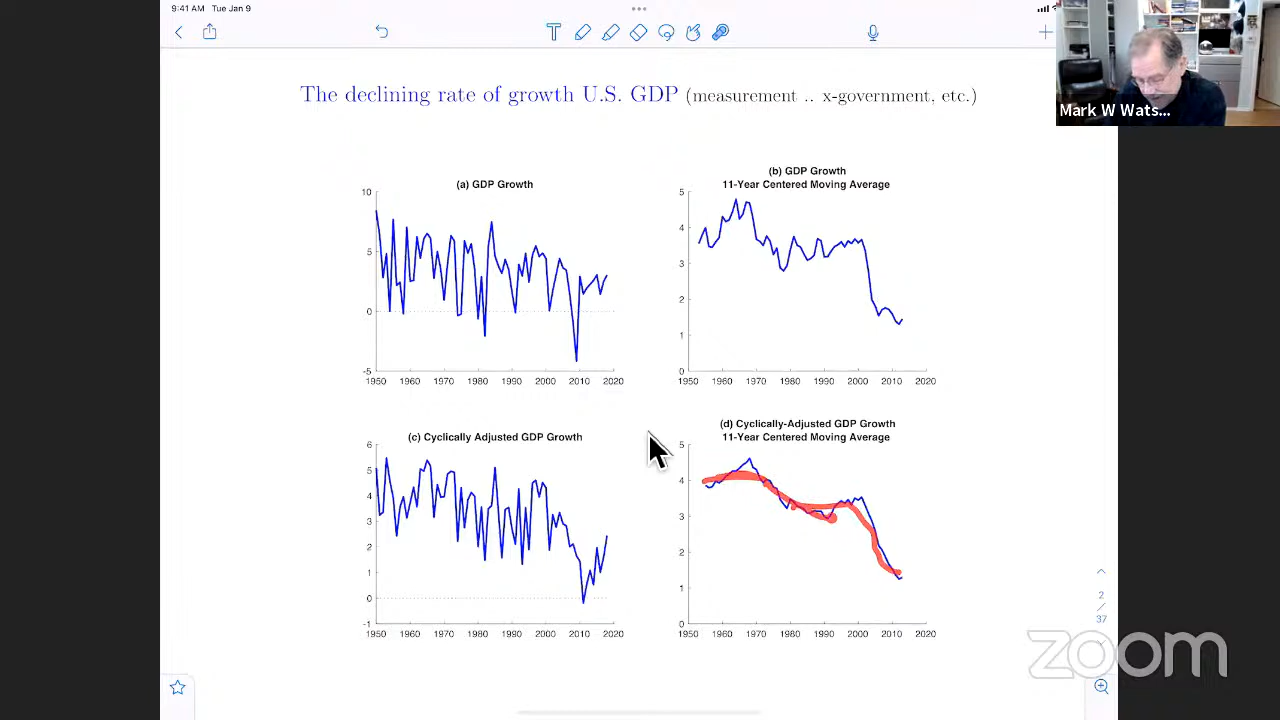 9:41 AM Tue Jan 9
The declining rate of growth U.S. GDP (measurement .. x-government, etc.)
Mark W Wats...
(a) GDP Growth
10
5
0
-5
1950 1960 1970 1980 1990 2000 2010 2020
(b) GDP Growth
11-Year Centered Moving Average
5
4
3
2
1
0
1950 1960 1970 1980 1990 2000 2010 2020
(c) Cyclically Adjusted GDP Growth
6
5
4
3
2
1
0
-1
1950 1960 1970 1980 1990 2000 2010 2020
(d) Cyclically-Adjusted GDP Growth
11-Year Centered Moving Average
5
4
3
2
1
0
1950 1960 1970 1980 1990 2000 2010 2020
2
/
37
zoom